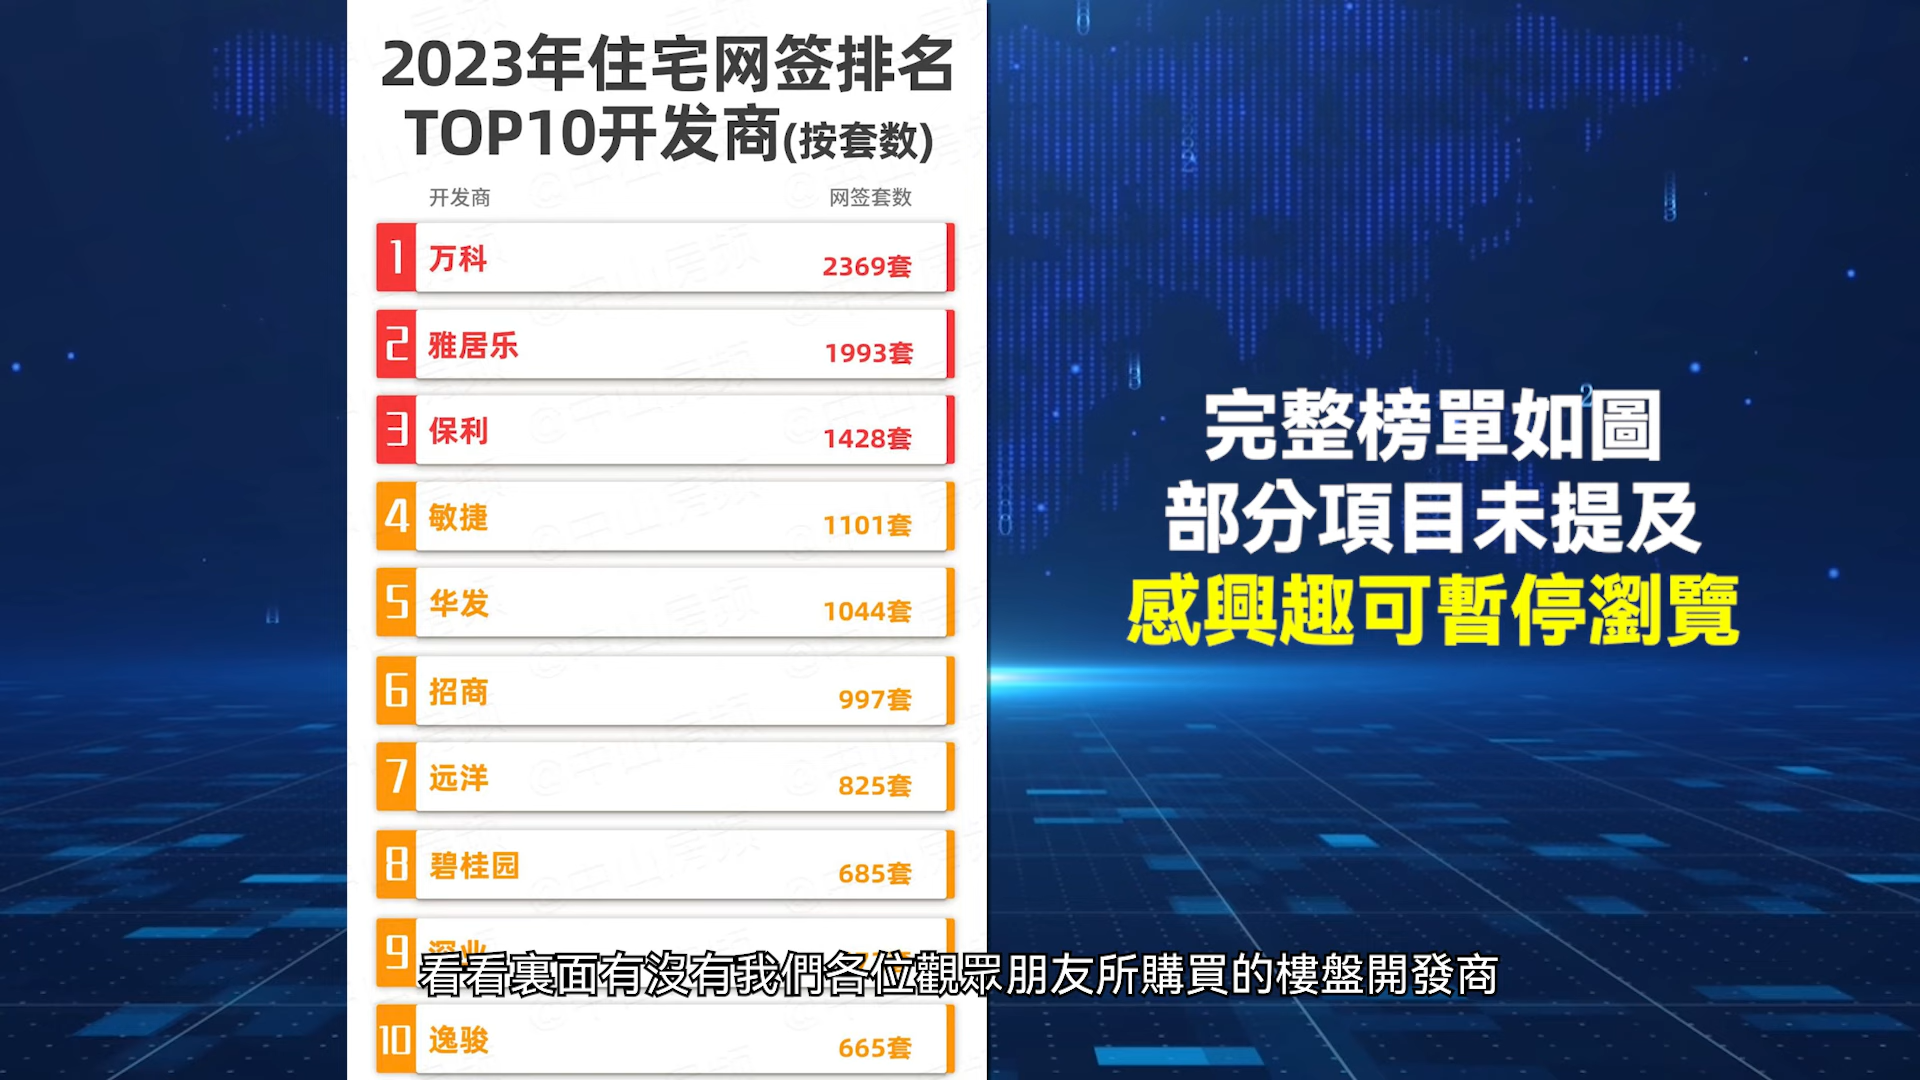 2023年住宅网签排名
TOP10开发商(按套数)
开发商 网签套数
1 万科 2369套
2 雅居乐 1993套
3 保利 1428套
4 敏捷 1101套
5 华发 1044套
6 招商 997套
7 远洋 825套
8 碧桂园 685套
9 深业
10 逸骏 665套
完整榜單如圖
部分項目未提及
感興趣可暫停瀏覽
看看裏面有沒有我們各位觀眾朋友所購買的樓盤開發商